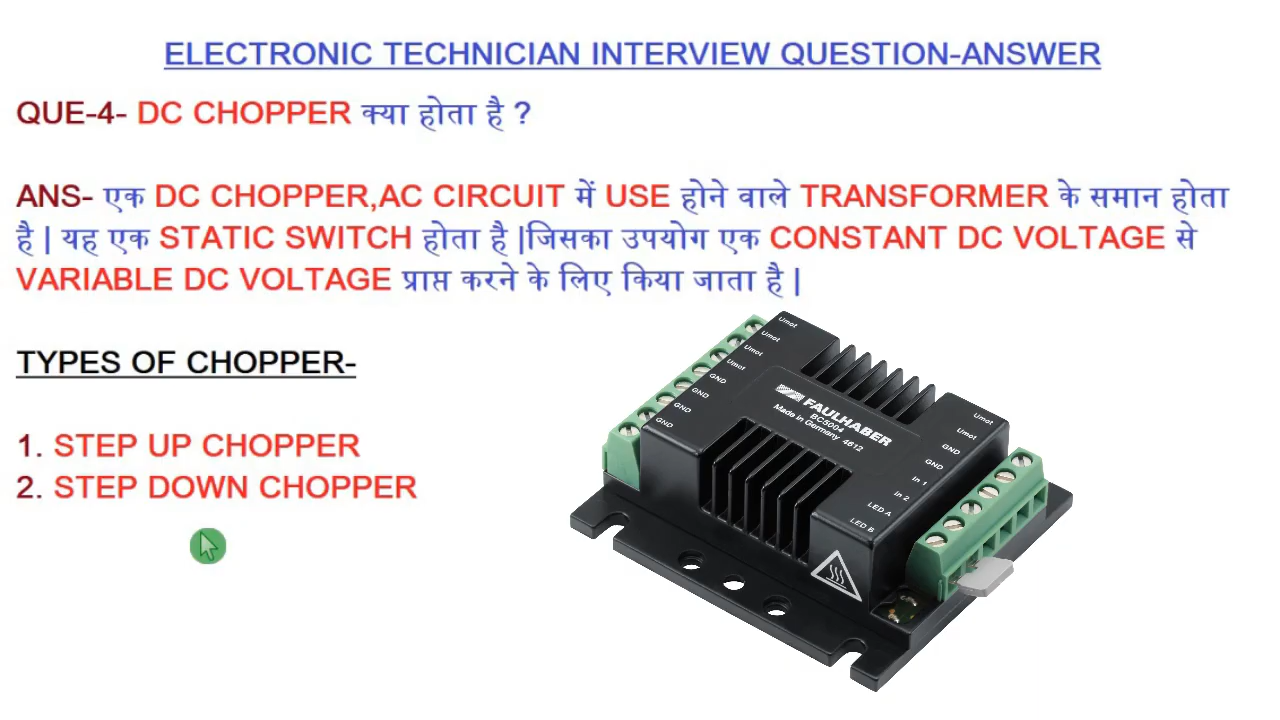 ELECTRONIC TECHNICIAN INTERVIEW QUESTION-ANSWER
QUE-4- DC CHOPPER क्या होता है ?
ANS- एक DC CHOPPER,AC CIRCUIT में USE होने वाले TRANSFORMER के समान होता
है | यह एक STATIC SWITCH होता है |जिसका उपयोग एक CONSTANT DC VOLTAGE से
VARIABLE DC VOLTAGE प्राप्त करने के लिए किया जाता है |
TYPES OF CHOPPER-
1. STEP UP CHOPPER
2. STEP DOWN CHOPPER
Umot
Umot
Umot
Umot
GND
GND
GND
GND
FAULHABER
BC5004
Made in Germany 4612
Umot
Umot
GND
GND
In 1
In 2
LED A
LED B